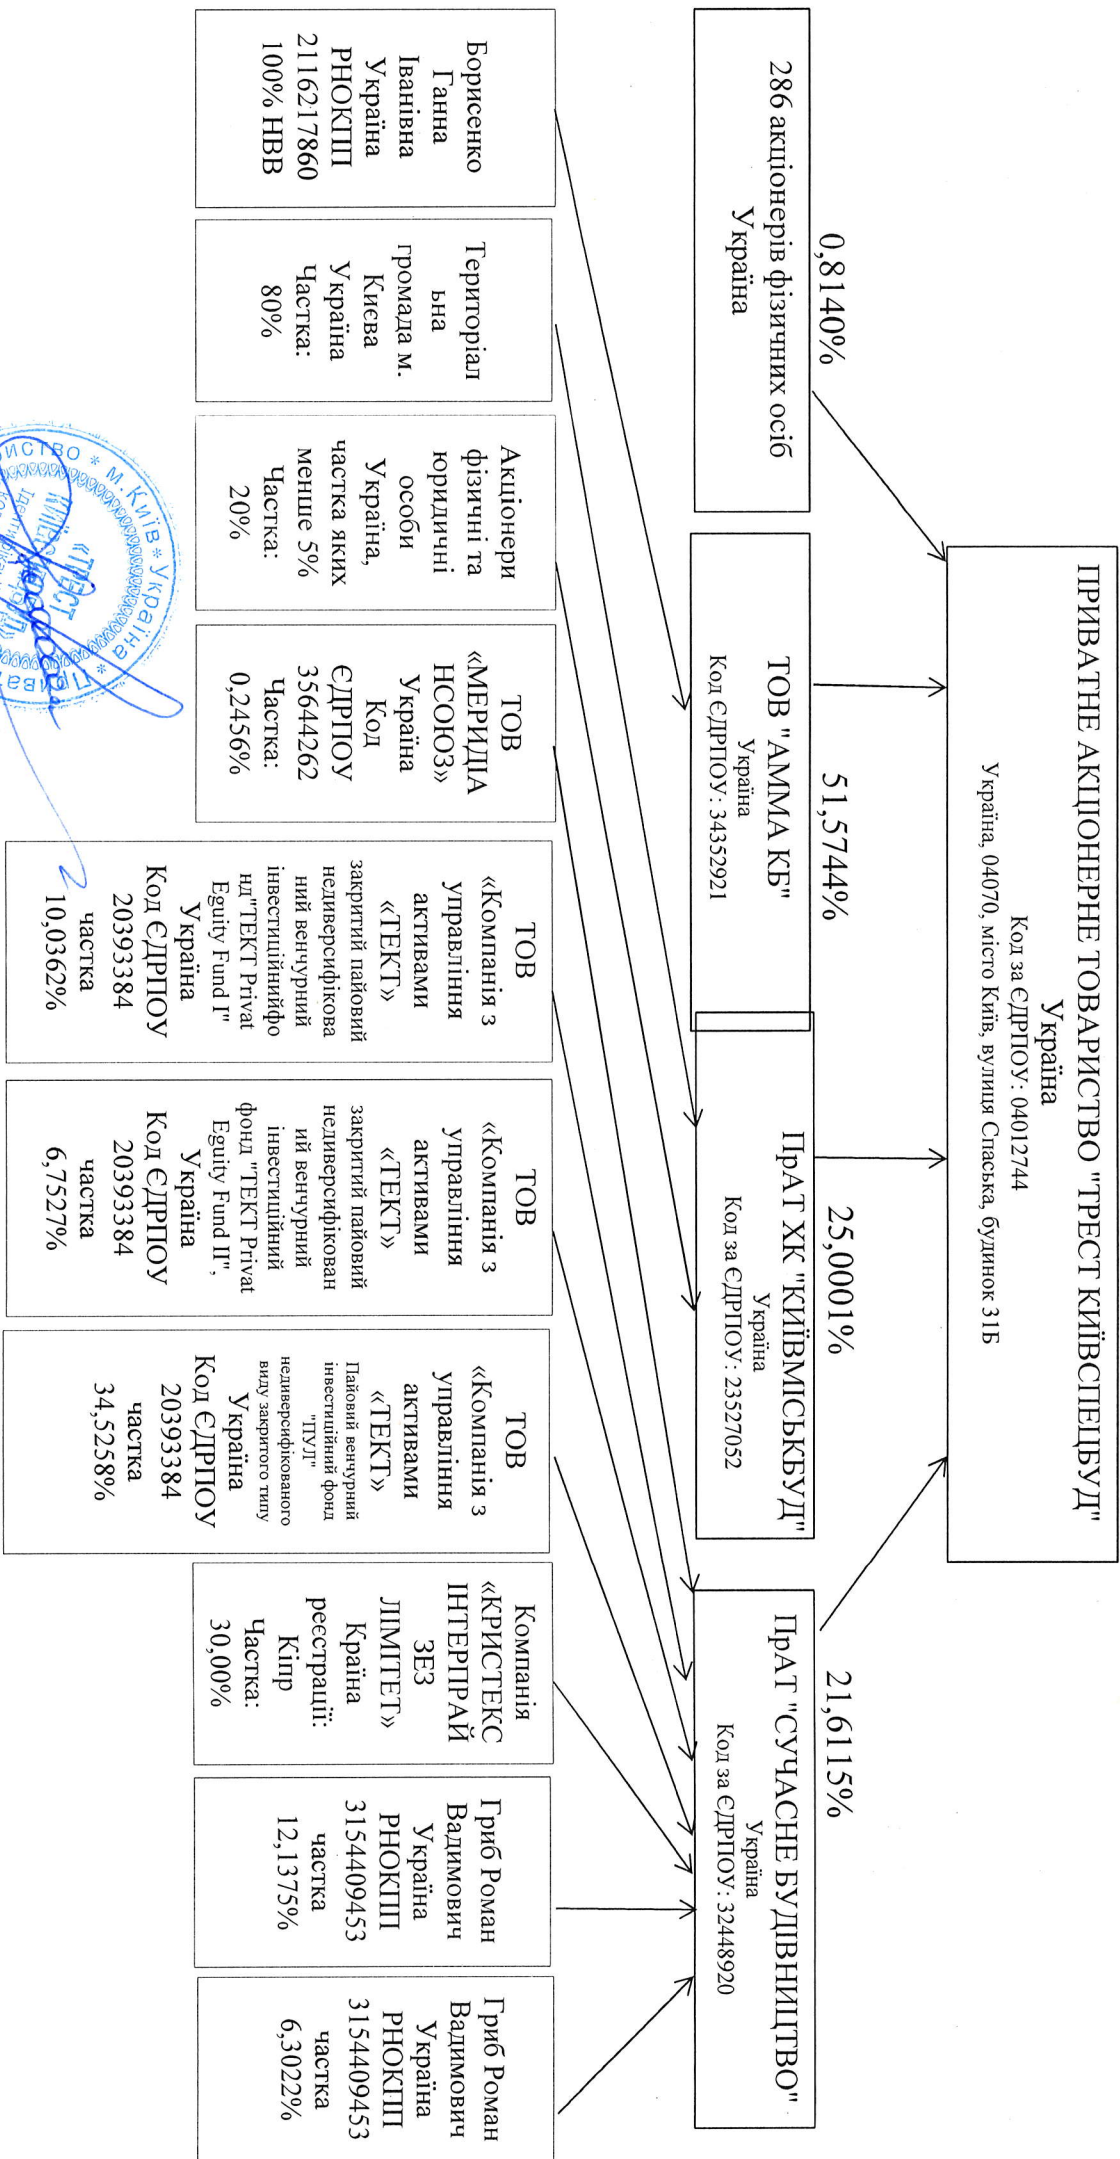 ПРИВАТНЕ АКЦІОНЕРНЕ ТОВАРИСТВО "ТРЕСТ КИЇВСПЕЦБУД"
Україна
Код за ЄДРПОУ: 04012744
Україна, 04070, місто Київ, вулиця Спаська, будинок 31Б
0,8140%
51,5744%
25,0001%
21,6115%
286 акціонерів фізичних осіб
Україна
ТОВ "АММА КБ"
Україна
Код ЄДРПОУ: 34352921
ПрАТ ХК "КИЇВМІСЬКБУД"
Україна
Код за ЄДРПОУ: 23527052
ПрАТ "СУЧАСНЕ БУДІВНИЦТВО"
Україна
Код за ЄДРПОУ: 32448920
Борисенко
Ганна
Іванівна
Україна
РНОКПП
2116217860
100% НВВ
Територіал
ьна
громада м.
Києва
Україна
Частка:
80%
Акціонери
фізичні та
юридичні
особи
Україна,
частка яких
менше 5%
Частка:
20%
ТОВ
«МЕРИДІА
НСОЮЗ»
Україна
Код
ЄДРПОУ
35644262
Частка:
0,2456%
ТОВ
«Компанія з
управління
активами
«ТЕКТ»
закритий пайовий
недиверсифікова
ний венчурний
інвестиційнийфо
нд"ТЕКТ Privat
Eguity Fund I"
Україна
Код ЄДРПОУ
20393384
частка
10,0362%
ТОВ
«Компанія з
управління
активами
«ТЕКТ»
закритий пайовий
недиверсифікован
ий венчурний
інвестиційний
фонд "ТЕКТ Privat
Eguity Fund II",
Україна
Код ЄДРПОУ
20393384
частка
6,7527%
ТОВ
«Компанія з
управління
активами
«ТЕКТ»
Пайовий венчурний
інвестиційний фонд
"ПУЛ"
недиверсифікованого
виду закритого типу
Україна
Код ЄДРПОУ
20393384
частка
34,5258%
Компанія
«КРИСТЕКС
ІНТЕРПРАЙ
ЗЕЗ
ЛІМІТЕТ»
Країна
реєстрації:
Кіпр
Частка:
30,00%
Гриб Роман
Вадимович
Україна
РНОКПП
3154409453
частка
12,1375%
Гриб Роман
Вадимович
Україна
РНОКПП
3154409453
частка
6,3022%
* м.Київ * Україна *
«ТРЕСТ